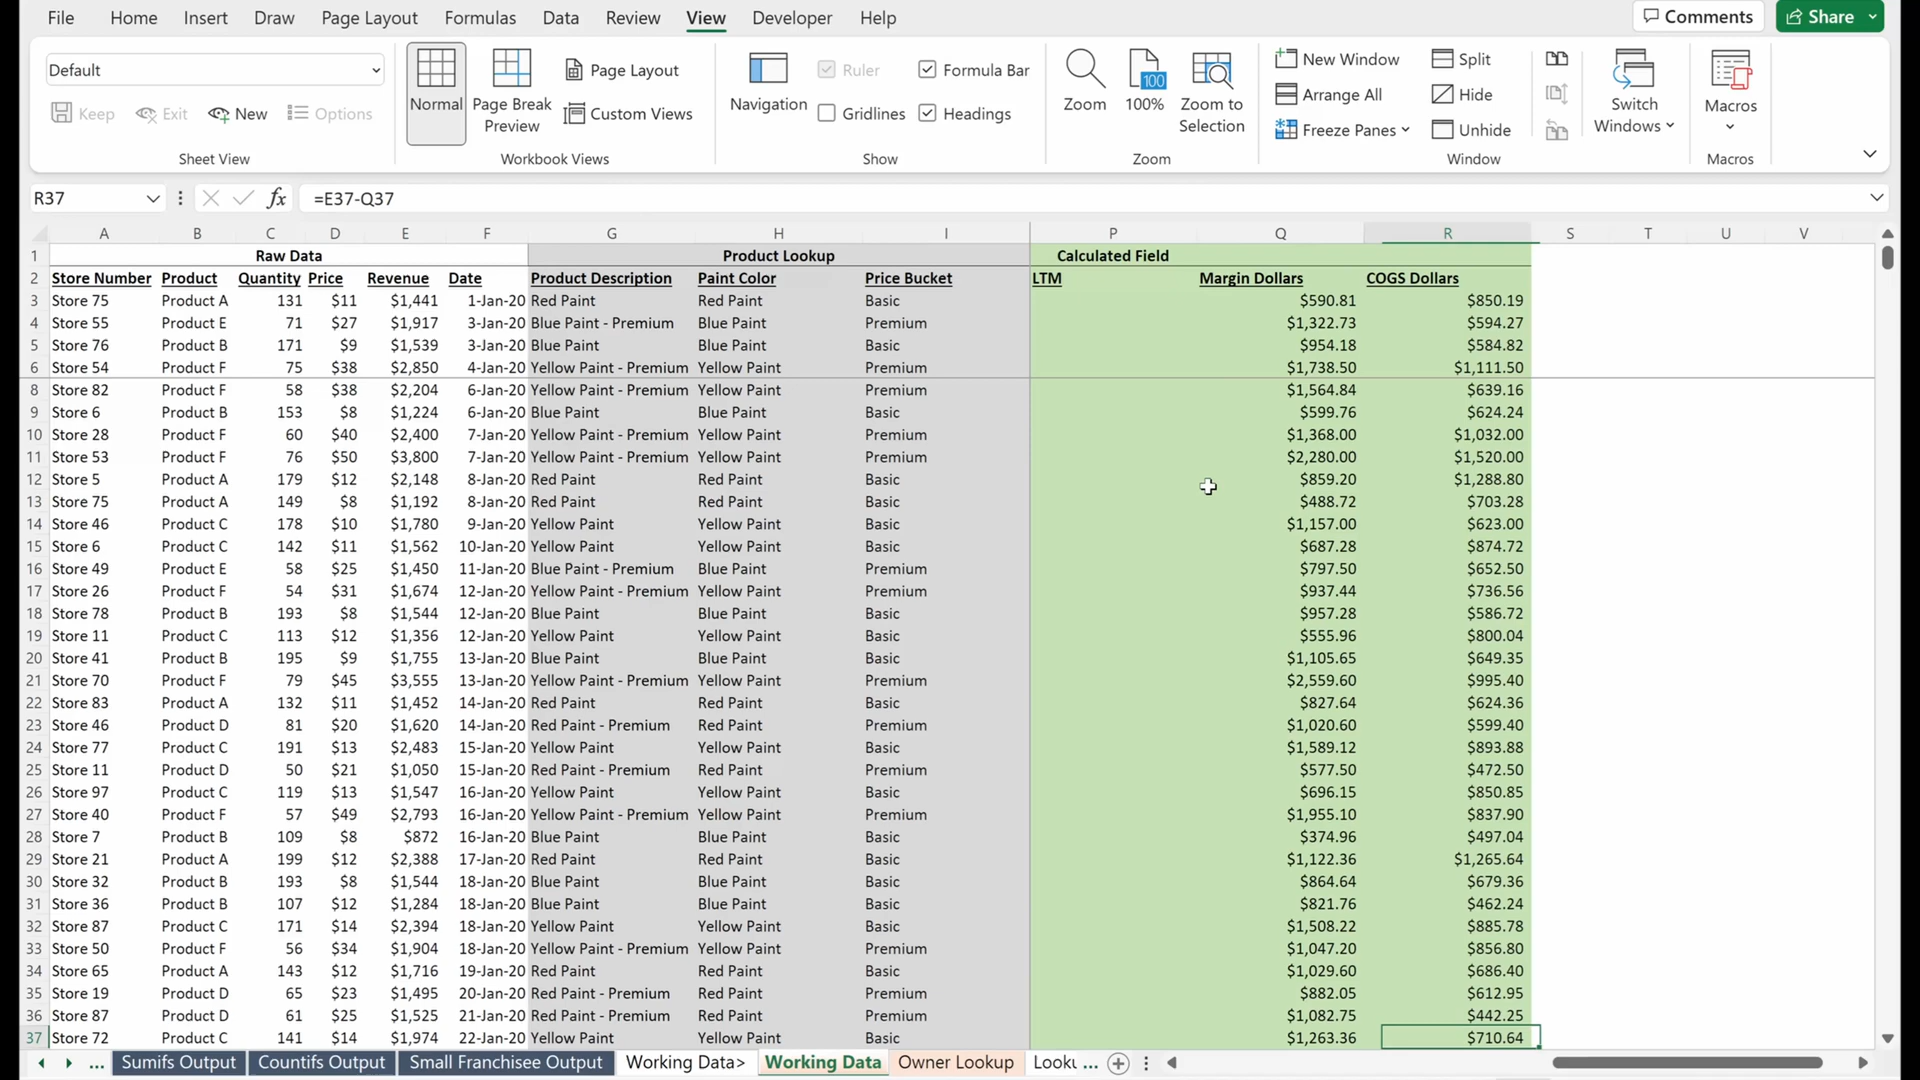 File Home Insert Draw Page Layout Formulas Data Review View Developer Help Comments Share
Default
Keep Exit New Options
Sheet View
Normal Page Break Preview Page Layout Custom Views
Workbook Views
Navigation Ruler Formula Bar Gridlines Headings
Show
Zoom 100 100% Zoom to Selection
Zoom
New Window Arrange All Freeze Panes Split Hide Unhide Switch Windows
Window
Macros
Macros
R37 fx =E37-Q37
A B C D E F G H I P Q R S T U V
1 Raw Data Product Lookup Calculated Field
2 Store Number Product Quantity Price Revenue Date Product Description Paint Color Price Bucket LTM Margin Dollars COGS Dollars
3 Store 75 Product A 131 $11 $1,441 1-Jan-20 Red Paint Red Paint Basic $590.81 $850.19
4 Store 55 Product E 71 $27 $1,917 3-Jan-20 Blue Paint - Premium Blue Paint Premium $1,322.73 $594.27
5 Store 76 Product B 171 $9 $1,539 3-Jan-20 Blue Paint Blue Paint Basic $954.18 $584.82
6 Store 54 Product F 75 $38 $2,850 4-Jan-20 Yellow Paint - Premium Yellow Paint Premium $1,738.50 $1,111.50
8 Store 82 Product F 58 $38 $2,204 6-Jan-20 Yellow Paint - Premium Yellow Paint Premium $1,564.84 $639.16
9 Store 6 Product B 153 $8 $1,224 6-Jan-20 Blue Paint Blue Paint Basic $599.76 $624.24
10 Store 28 Product F 60 $40 $2,400 7-Jan-20 Yellow Paint - Premium Yellow Paint Premium $1,368.00 $1,032.00
11 Store 53 Product F 76 $50 $3,800 7-Jan-20 Yellow Paint - Premium Yellow Paint Premium $2,280.00 $1,520.00
12 Store 5 Product A 179 $12 $2,148 8-Jan-20 Red Paint Red Paint Basic $859.20 $1,288.80
13 Store 75 Product A 149 $8 $1,192 8-Jan-20 Red Paint Red Paint Basic $488.72 $703.28
14 Store 46 Product C 178 $10 $1,780 9-Jan-20 Yellow Paint Yellow Paint Basic $1,157.00 $623.00
15 Store 6 Product C 142 $11 $1,562 10-Jan-20 Yellow Paint Yellow Paint Basic $687.28 $874.72
16 Store 49 Product E 58 $25 $1,450 11-Jan-20 Blue Paint - Premium Blue Paint Premium $797.50 $652.50
17 Store 26 Product F 54 $31 $1,674 12-Jan-20 Yellow Paint - Premium Yellow Paint Premium $937.44 $736.56
18 Store 78 Product B 193 $8 $1,544 12-Jan-20 Blue Paint Blue Paint Basic $957.28 $586.72
19 Store 11 Product C 113 $12 $1,356 12-Jan-20 Yellow Paint Yellow Paint Basic $555.96 $800.04
20 Store 41 Product B 195 $9 $1,755 13-Jan-20 Blue Paint Blue Paint Basic $1,105.65 $649.35
21 Store 70 Product F 79 $45 $3,555 13-Jan-20 Yellow Paint - Premium Yellow Paint Premium $2,559.60 $995.40
22 Store 83 Product A 132 $11 $1,452 14-Jan-20 Red Paint Red Paint Basic $827.64 $624.36
23 Store 46 Product D 81 $20 $1,620 14-Jan-20 Red Paint - Premium Red Paint Premium $1,020.60 $599.40
24 Store 77 Product C 191 $13 $2,483 15-Jan-20 Yellow Paint Yellow Paint Basic $1,589.12 $893.88
25 Store 11 Product D 50 $21 $1,050 15-Jan-20 Red Paint - Premium Red Paint Premium $577.50 $472.50
26 Store 97 Product C 119 $13 $1,547 16-Jan-20 Yellow Paint Yellow Paint Basic $696.15 $850.85
27 Store 40 Product F 57 $49 $2,793 16-Jan-20 Yellow Paint - Premium Yellow Paint Premium $1,955.10 $837.90
28 Store 7 Product B 109 $8 $872 16-Jan-20 Blue Paint Blue Paint Basic $374.96 $497.04
29 Store 21 Product A 199 $12 $2,388 17-Jan-20 Red Paint Red Paint Basic $1,122.36 $1,265.64
30 Store 32 Product B 193 $8 $1,544 18-Jan-20 Blue Paint Blue Paint Basic $864.64 $679.36
31 Store 36 Product B 107 $12 $1,284 18-Jan-20 Blue Paint Blue Paint Basic $821.76 $462.24
32 Store 87 Product C 171 $14 $2,394 18-Jan-20 Yellow Paint Yellow Paint Basic $1,508.22 $885.78
33 Store 50 Product F 56 $34 $1,904 18-Jan-20 Yellow Paint - Premium Yellow Paint Premium $1,047.20 $856.80
34 Store 65 Product A 143 $12 $1,716 19-Jan-20 Red Paint Red Paint Basic $1,029.60 $686.40
35 Store 19 Product D 65 $23 $1,495 20-Jan-20 Red Paint - Premium Red Paint Premium $882.05 $612.95
36 Store 87 Product D 61 $25 $1,525 21-Jan-20 Red Paint - Premium Red Paint Premium $1,082.75 $442.25
37 Store 72 Product C 141 $14 $1,974 22-Jan-20 Yellow Paint Yellow Paint Basic $1,263.36 $710.64
... Sumifs Output Countifs Output Small Franchisee Output Working Data> Working Data Owner Lookup Looku ...